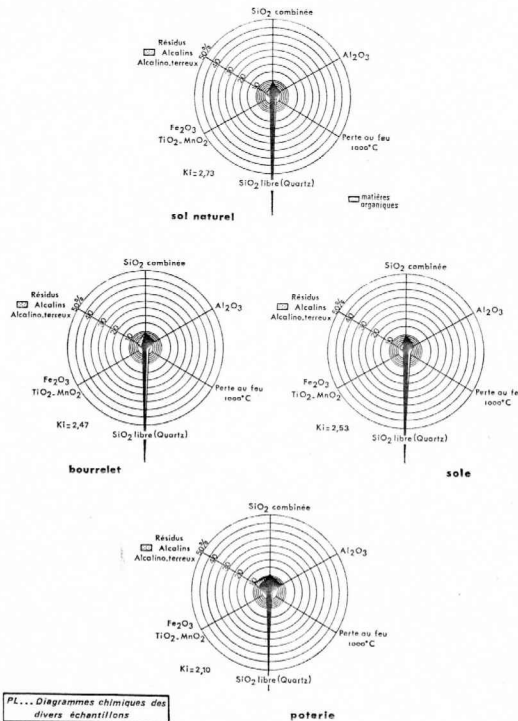 SiO2 combinée
Résidus
Alcalins
Alcalino.terreux
Al2O3
50%
Fe2O3
TiO2-MnO2
Perte au feu
1000°C
Ki=2,73
SiO2 libre (Quartz)
matières
organiques
sol naturel
SiO2 combinée
Résidus
Alcalins
Alcalino.terreux
Al2O3
50%
Fe2O3
TiO2-MnO2
Perte au feu
1000°C
Ki=2,47
SiO2 libre (Quartz)
bourrelet
SiO2 combinée
Résidus
Alcalins
Alcalino.terreux
Al2O3
50%
Fe2O3
TiO2-MnO2
Perte au feu
1000°C
Ki=2,53
SiO2 libre (Quartz)
sole
SiO2 combinée
Résidus
Alcalins
Alcalino.terreux
Al2O3
50%
Fe2O3
TiO2-MnO2
Perte au feu
1000°C
Ki=2,10
SiO2 libre (Quartz)
poterie
PL... Diagrammes chimiques des
divers échantillons